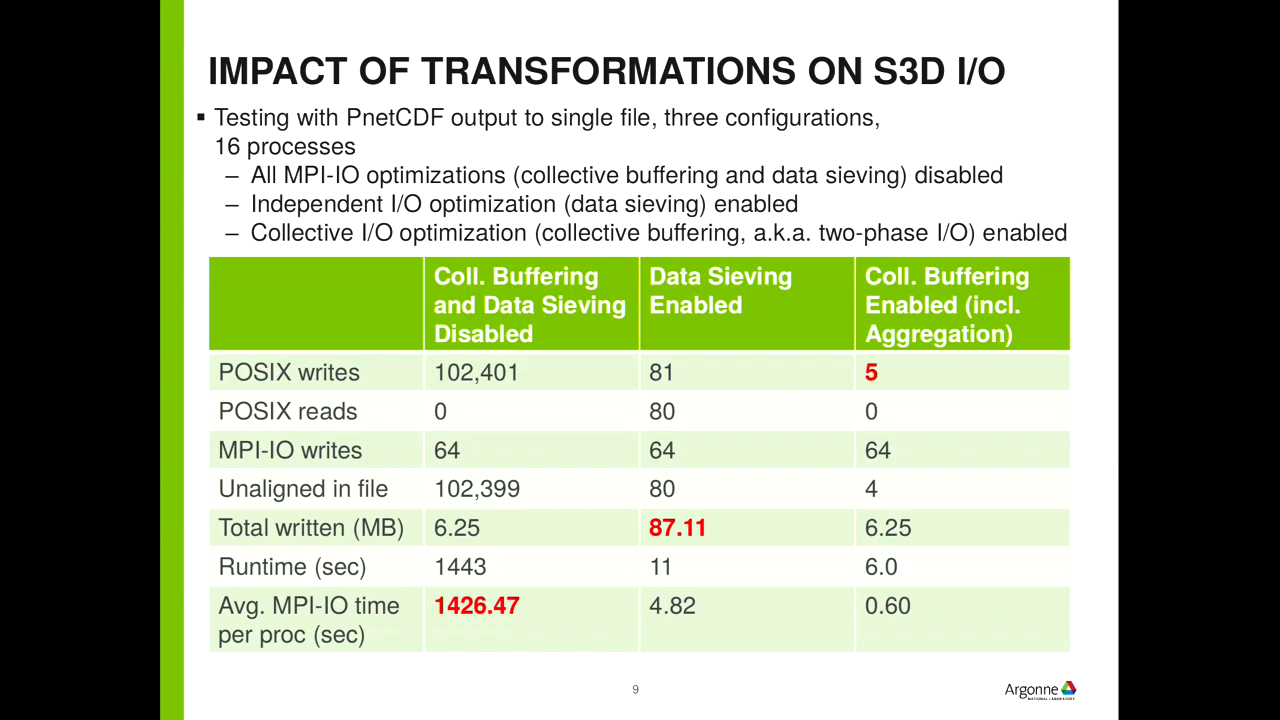 IMPACT OF TRANSFORMATIONS ON S3D I/O
▪ Testing with PnetCDF output to single file, three configurations,
16 processes
– All MPI-IO optimizations (collective buffering and data sieving) disabled
– Independent I/O optimization (data sieving) enabled
– Collective I/O optimization (collective buffering, a.k.a. two-phase I/O) enabled
Coll. Buffering and Data Sieving Disabled | Data Sieving Enabled | Coll. Buffering Enabled (incl. Aggregation)
POSIX writes 102,401 81 5
POSIX reads 0 80 0
MPI-IO writes 64 64 64
Unaligned in file 102,399 80 4
Total written (MB) 6.25 87.11 6.25
Runtime (sec) 1443 11 6.0
Avg. MPI-IO time per proc (sec) 1426.47 4.82 0.60
9
Argonne
NATIONAL LABORATORY